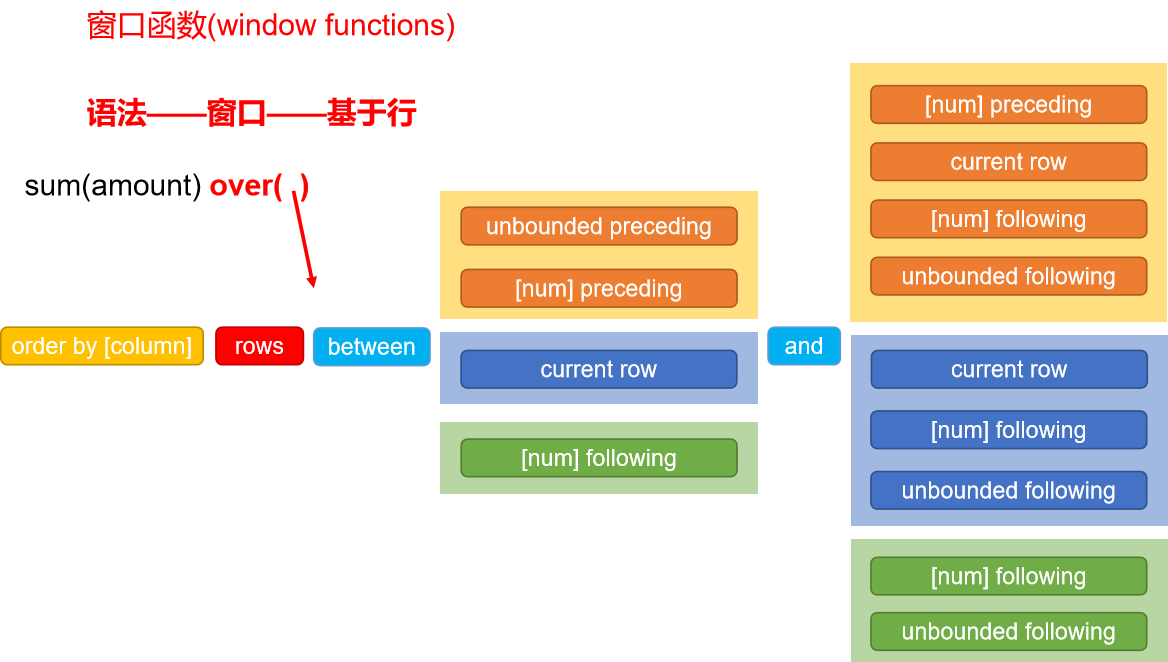 窗口函数(window functions)
语法——窗口——基于行
sum(amount) over( )
order by [column]
rows
between
unbounded preceding
[num] preceding
current row
[num] following
and
[num] preceding
current row
[num] following
unbounded following
current row
[num] following
unbounded following
[num] following
unbounded following